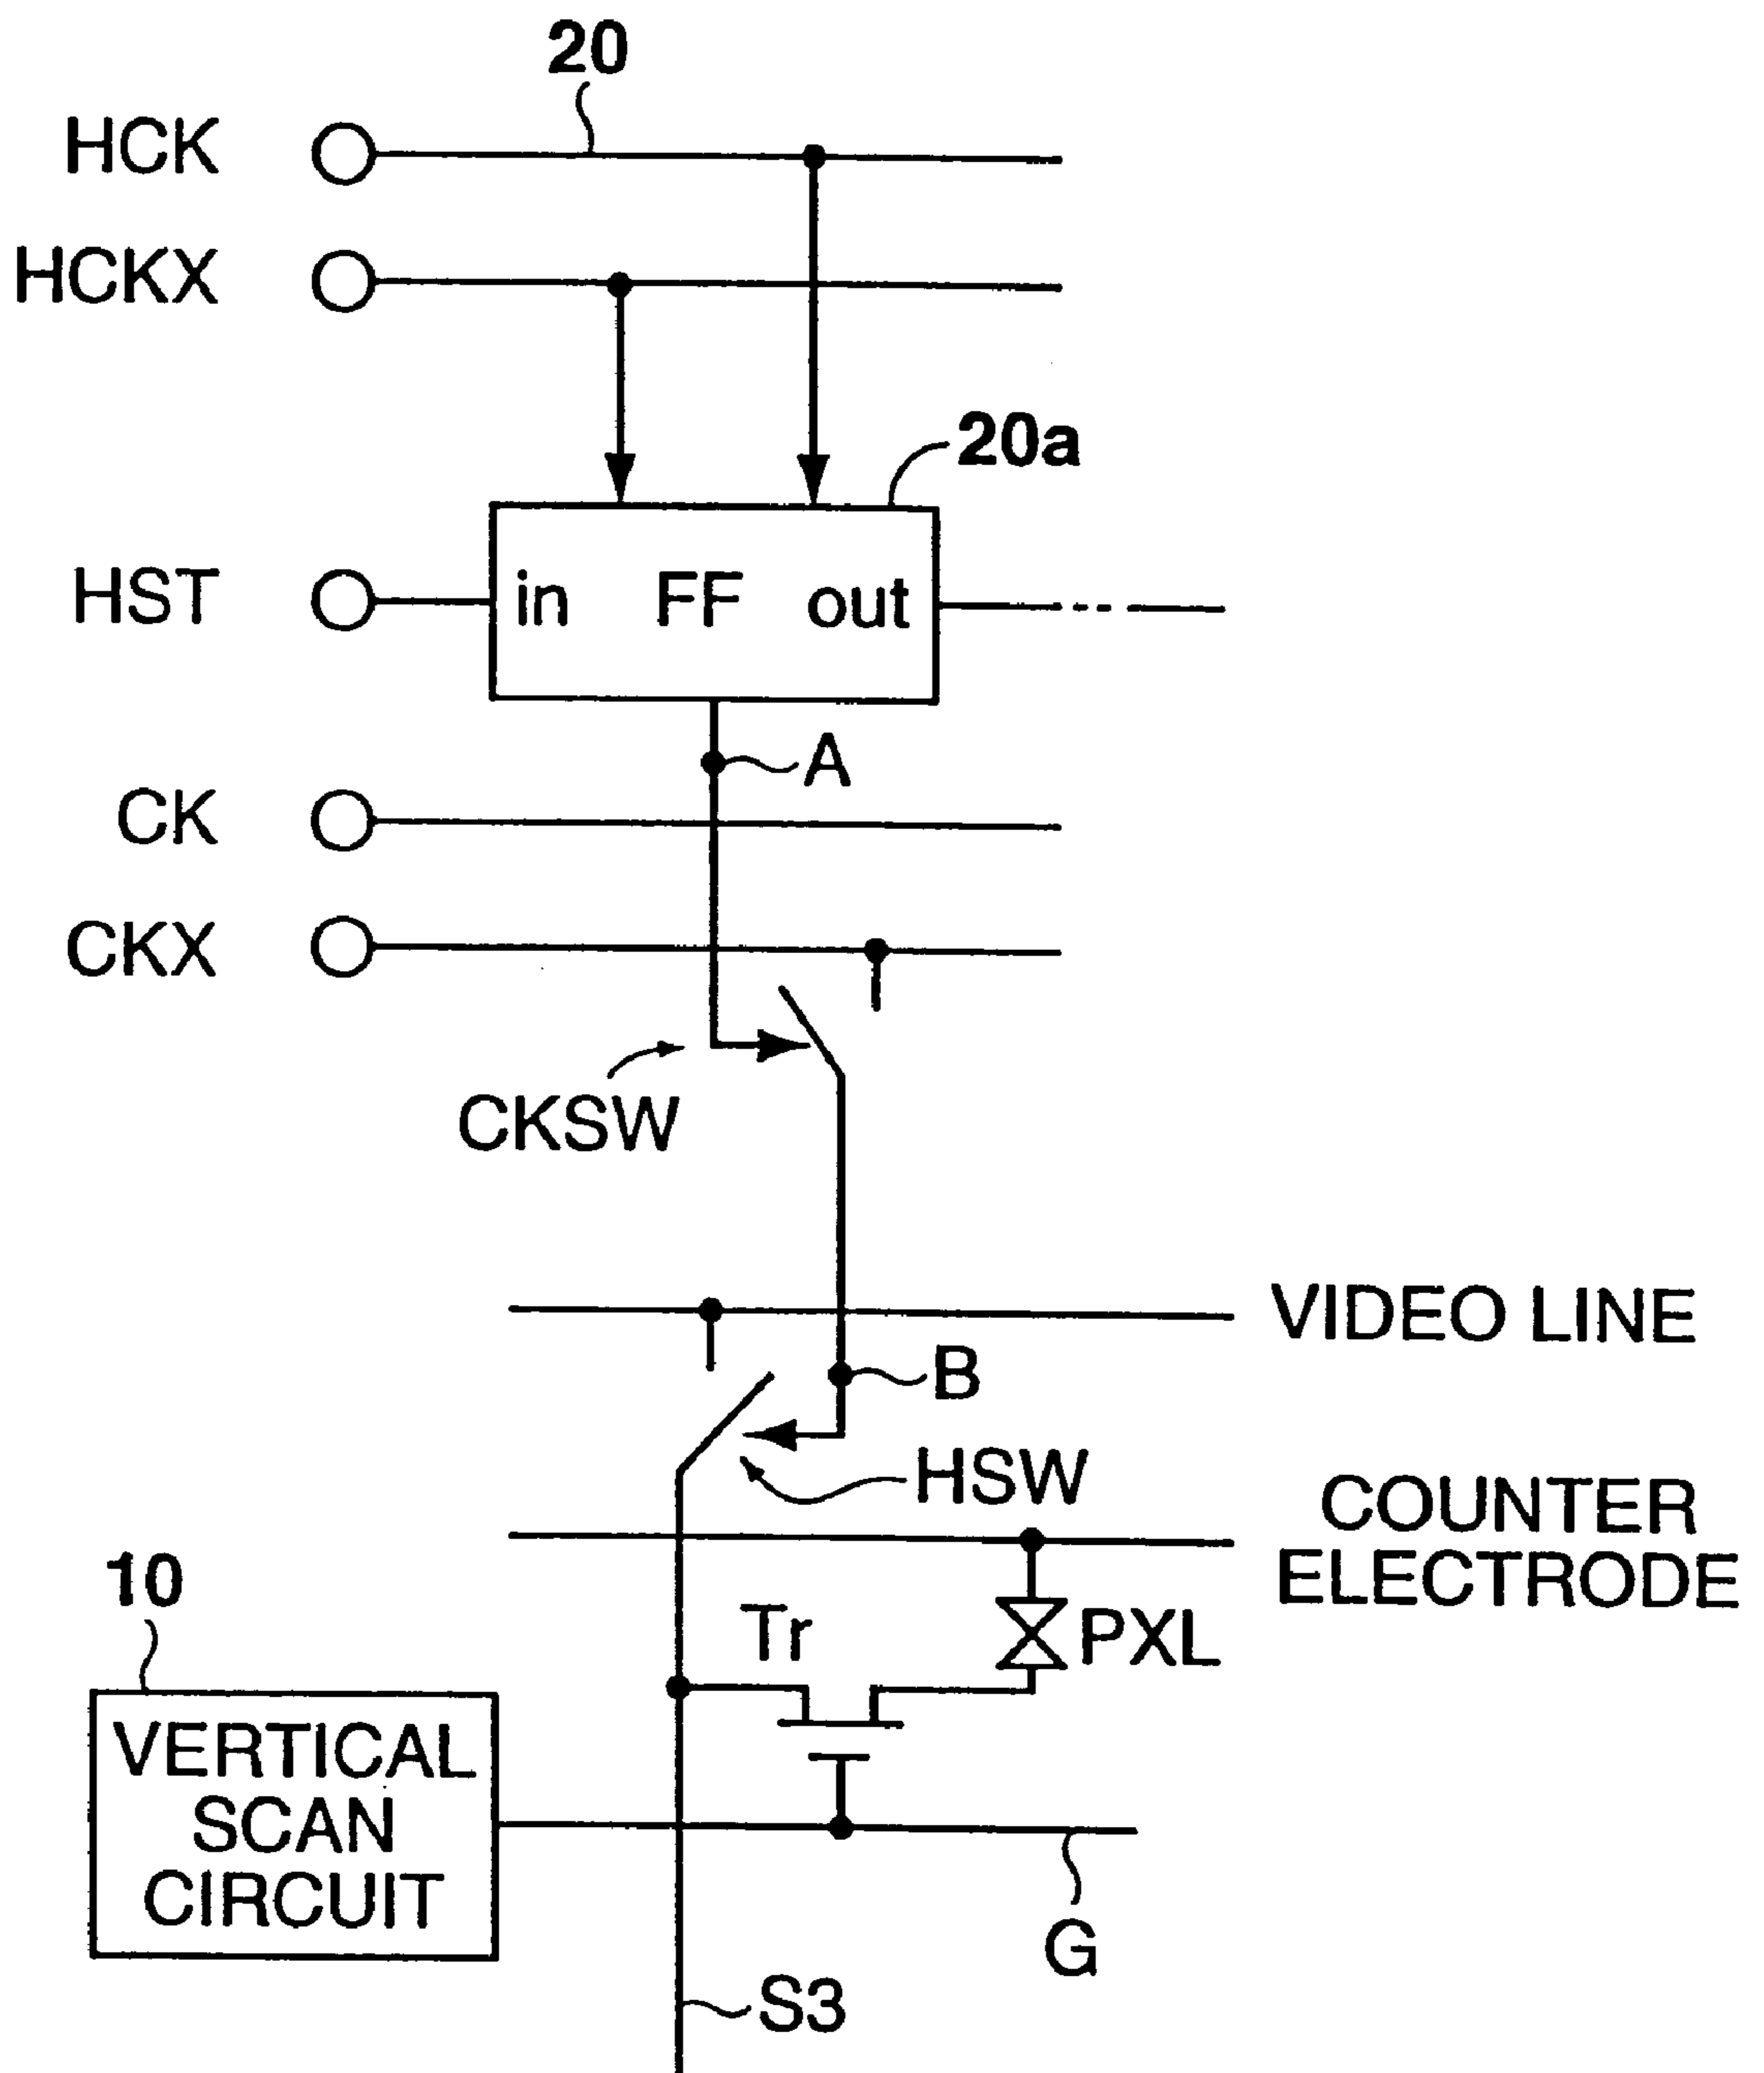 20
HCK
HCKX
20a
HST
in FF out
A
CK
CKX
CKSW
VIDEO LINE
B
HSW
COUNTER
ELECTRODE
10
Tr
PXL
VERTICAL
SCAN
CIRCUIT
G
S3